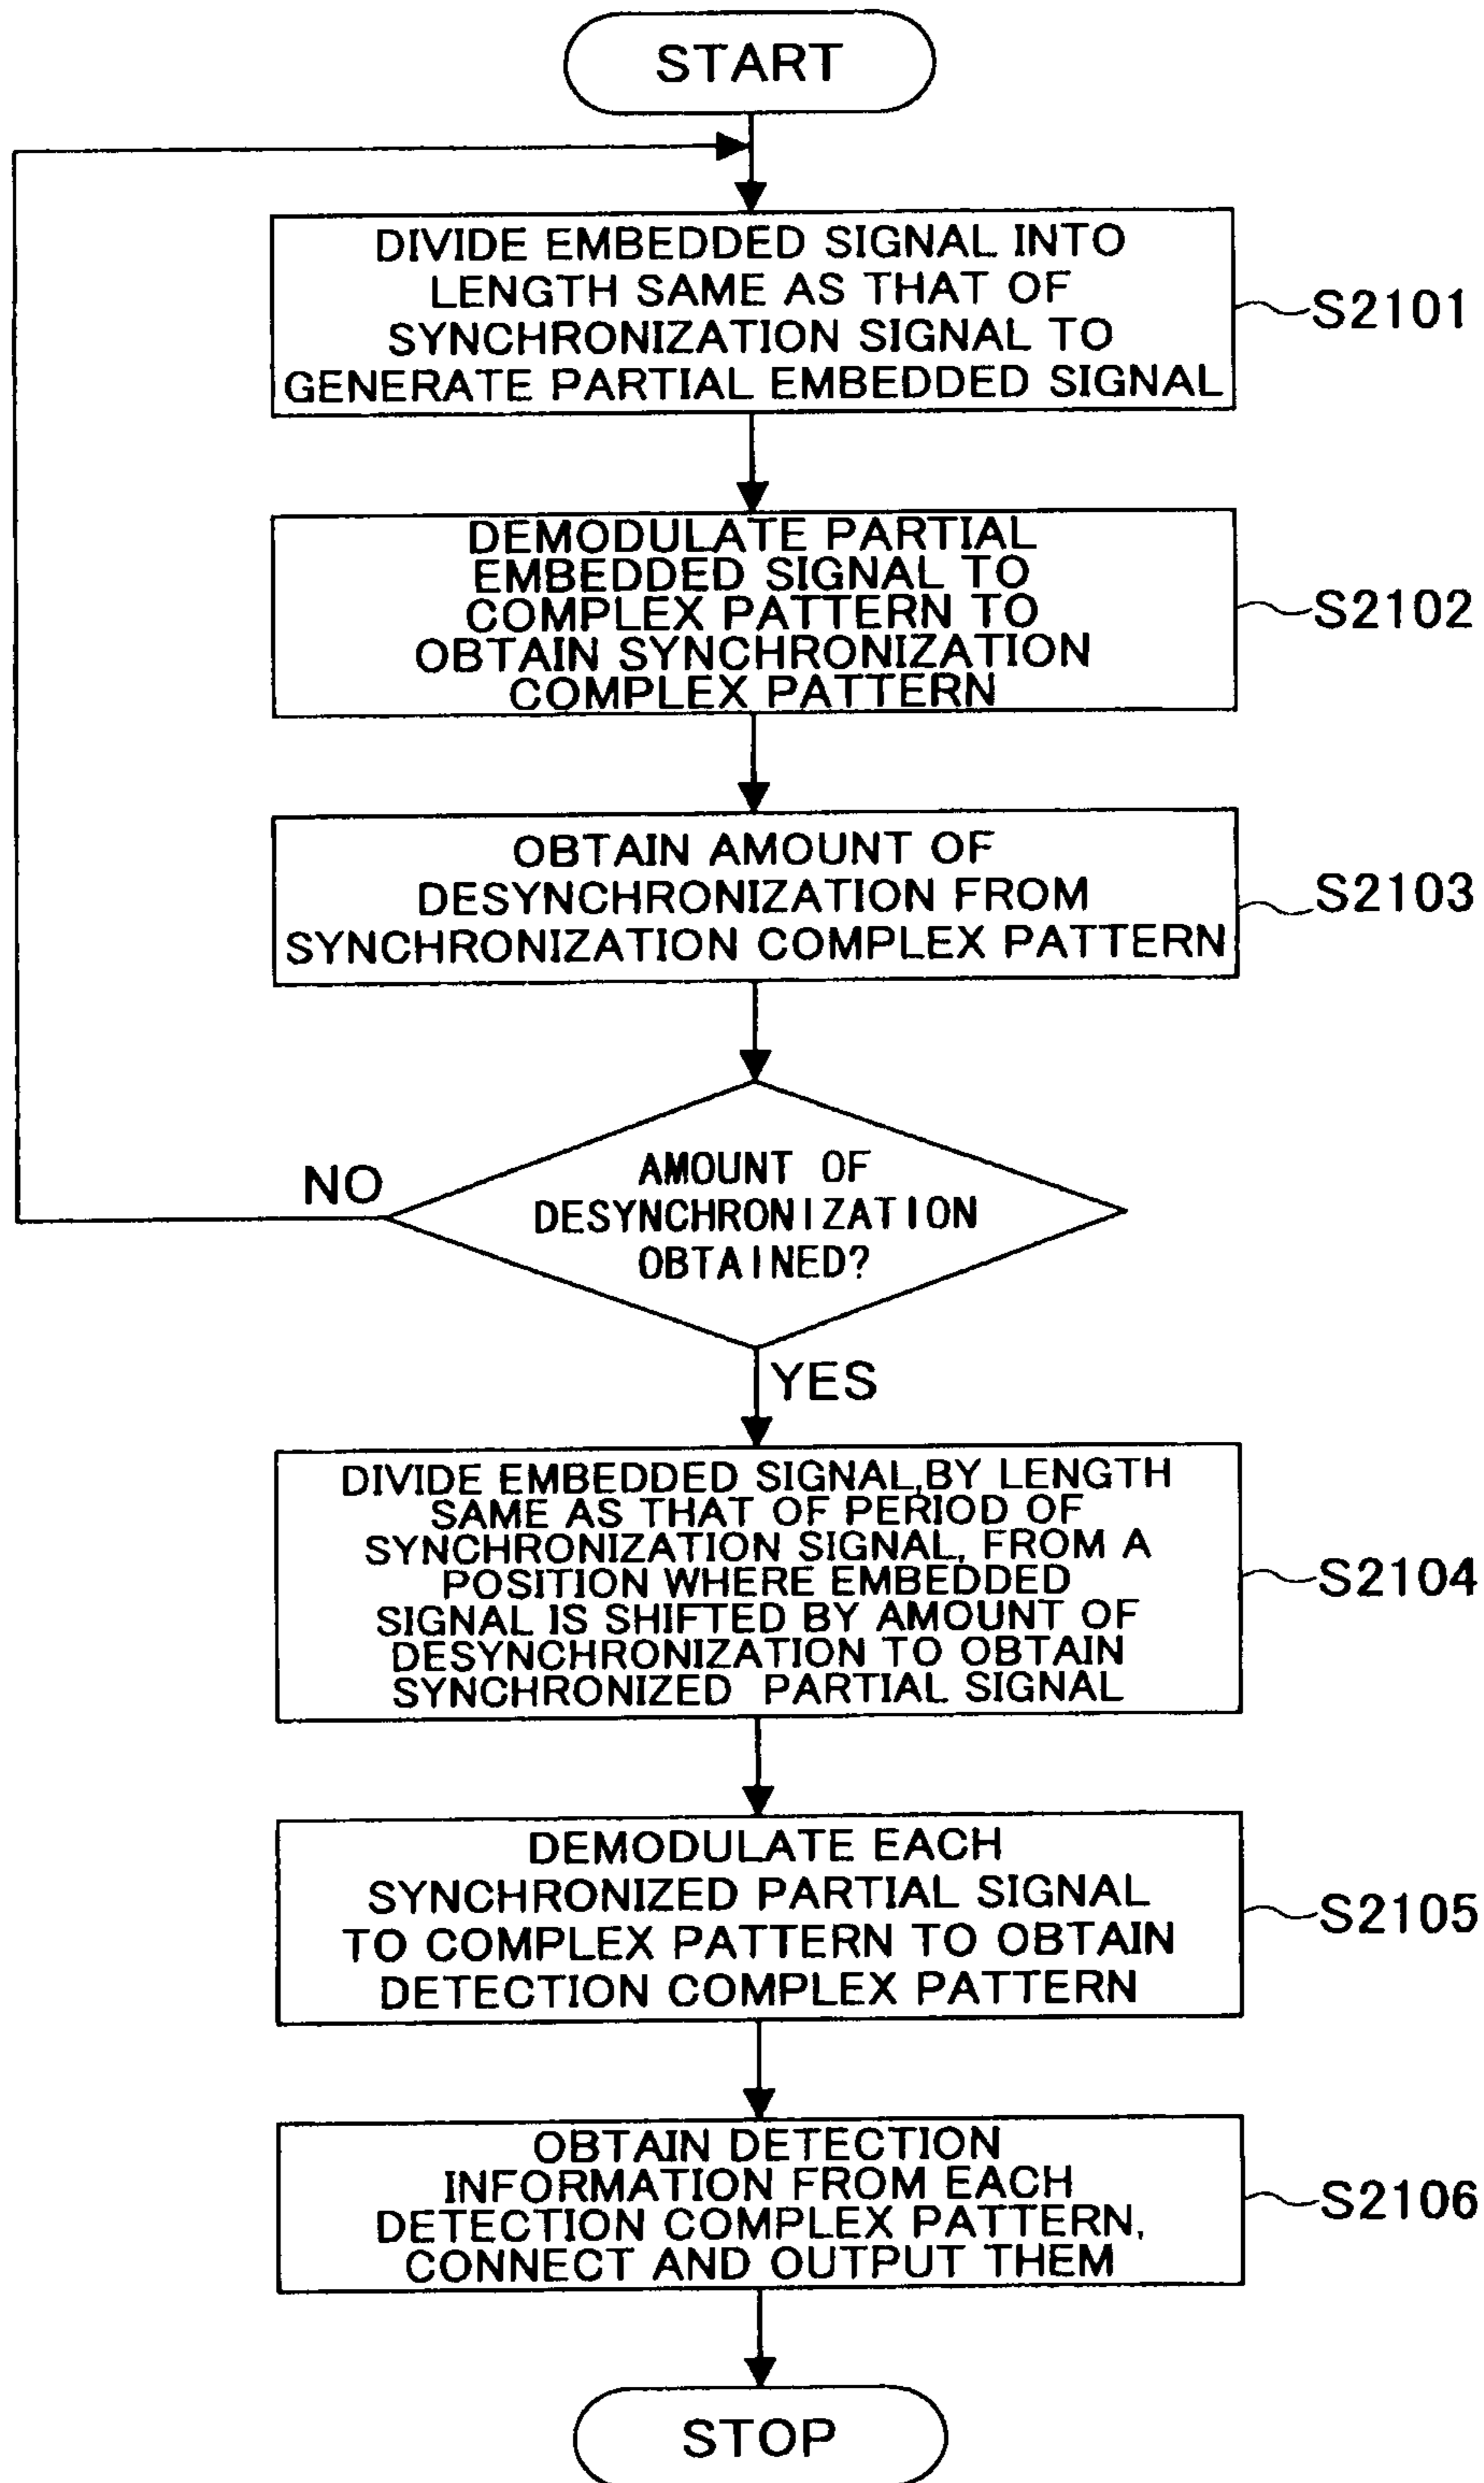 START
DIVIDE EMBEDDED SIGNAL INTO
LENGTH SAME AS THAT OF
SYNCHRONIZATION SIGNAL TO
GENERATE PARTIAL EMBEDDED SIGNAL
S2101
DEMODULATE PARTIAL
EMBEDDED SIGNAL TO
COMPLEX PATTERN TO
OBTAIN SYNCHRONIZATION
COMPLEX PATTERN
S2102
OBTAIN AMOUNT OF
DESYNCHRONIZATION FROM
SYNCHRONIZATION COMPLEX PATTERN
S2103
AMOUNT OF
DESYNCHRONIZATION
OBTAINED?
NO
YES
DIVIDE EMBEDDED SIGNAL,BY LENGTH
SAME AS THAT OF PERIOD OF
SYNCHRONIZATION SIGNAL, FROM A
POSITION WHERE EMBEDDED
SIGNAL IS SHIFTED BY AMOUNT OF
DESYNCHRONIZATION TO OBTAIN
SYNCHRONIZED PARTIAL SIGNAL
S2104
DEMODULATE EACH
SYNCHRONIZED PARTIAL SIGNAL
TO COMPLEX PATTERN TO OBTAIN
DETECTION COMPLEX PATTERN
S2105
OBTAIN DETECTION
INFORMATION FROM EACH
DETECTION COMPLEX PATTERN,
CONNECT AND OUTPUT THEM
S2106
STOP